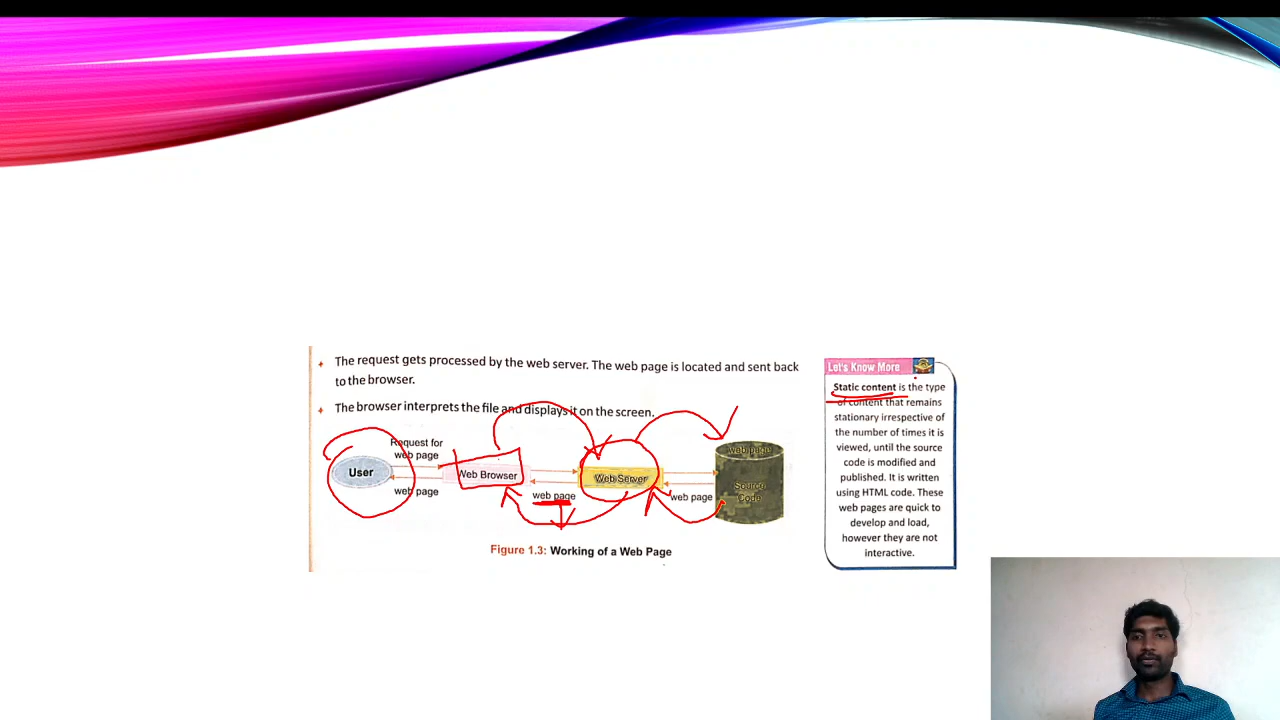 The request gets processed by the web server. The web page is located and sent back
to the browser.
The browser interprets the file and displays it on the screen.
Request for
web page
User
web page
Web Browser
web page
Web Server
web page
web page
Source
Code
Figure 1.3: Working of a Web Page
Let's Know More
Static content is the type
of content that remains
stationary irrespective of
the number of times it is
viewed, until the source
code is modified and
published. It is written
using HTML code. These
web pages are quick to
develop and load,
however they are not
interactive.